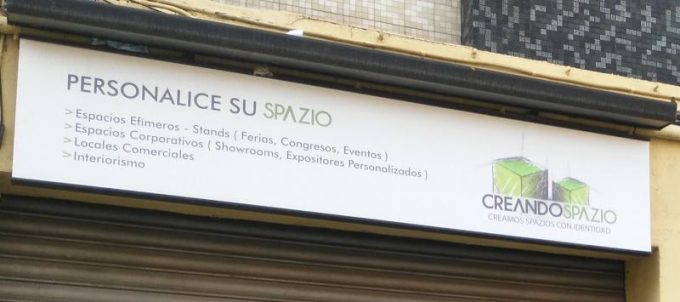 PERSONALICE SU SPAZIO
> Espacios Efimeros - Stands ( Ferias, Congresos, Eventos )
> Espacios Corporativos ( Showrooms, Expositores Personalizados )
> Locales Comerciales
> Interiorismo
CREANDOSPAZIO
CREAMOS SPAZIOS CON IDENTIDAD